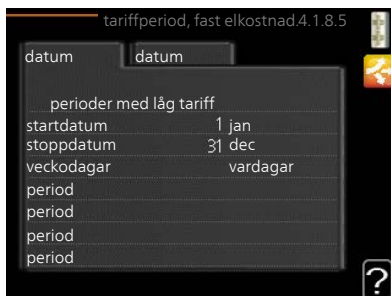 tariffperiod, fast elkostnad.4.1.8.5
datum datum
perioder med låg tariff
startdatum 1 jan
stoppdatum 31 dec
veckodagar vardagar
period
period
period
period
?